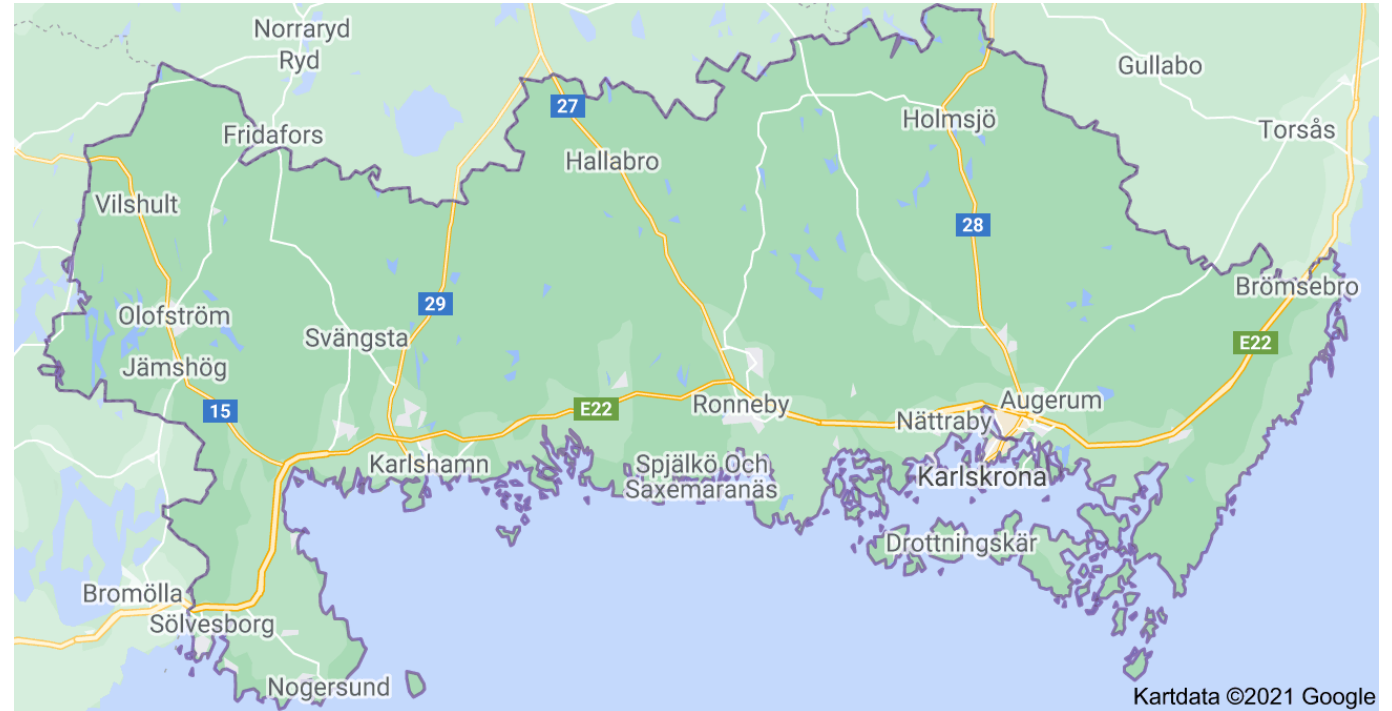 Norraryd
Ryd
Gullabo
27
Holmsjö
Torsås
Fridafors
Hallabro
Vilshult
28
Brömsebro
29
Olofström
Svängsta
E22
Jämshög
15
E22
Ronneby
Augerum
Nättraby
Karlshamn
Spjälkö Och
Saxemaranäs
Karlskrona
Drottningskär
Bromölla
Sölvesborg
Nogersund
Kartdata ©2021 Google